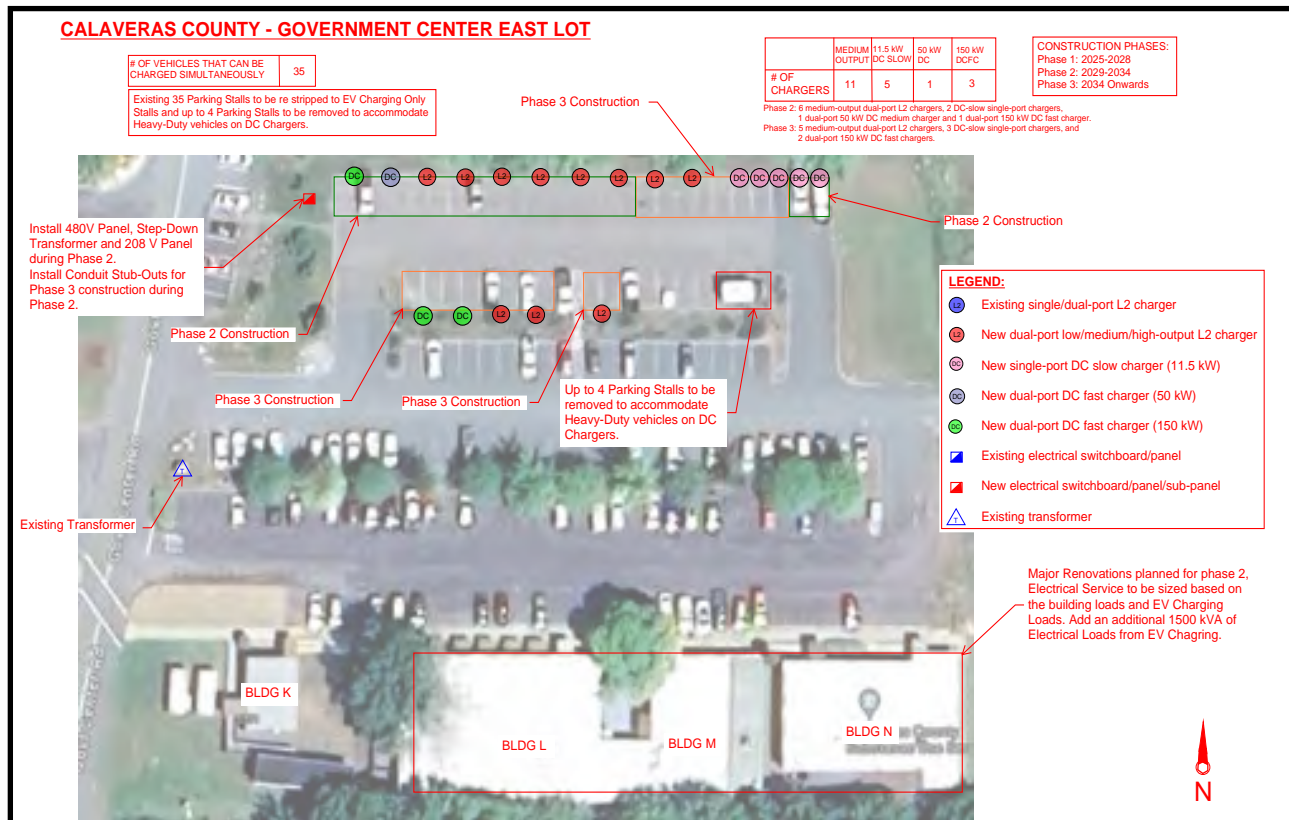 CALAVERAS COUNTY - GOVERNMENT CENTER EAST LOT
# OF VEHICLES THAT CAN BE
CHARGED SIMULTANEOUSLY
35
Existing 35 Parking Stalls to be re stripped to EV Charging Only
Stalls and up to 4 Parking Stalls to be removed to accommodate
Heavy-Duty vehicles on DC Chargers.
MEDIUM
OUTPUT
11.5 kW
DC SLOW
50 kW
DC
150 kW
DCFC
# OF
CHARGERS
11
5
1
3
CONSTRUCTION PHASES:
Phase 1: 2025-2028
Phase 2: 2029-2034
Phase 3: 2034 Onwards
Phase 2: 6 medium-output dual-port L2 chargers, 2 DC-slow single-port chargers,
1 dual-port 50 kW DC medium charger and 1 dual-port 150 kW DC fast charger.
Phase 3: 5 medium-output dual-port L2 chargers, 3 DC-slow single-port chargers, and
2 dual-port 150 kW DC fast chargers.
Phase 3 Construction
DC DC L2 L2 L2 L2 L2 L2 L2 L2 DC DC DC DC DC
Install 480V Panel, Step-Down
Transformer and 208 V Panel
during Phase 2.
Install Conduit Stub-Outs for
Phase 3 construction during
Phase 2.
Phase 2 Construction
DC DC L2 L2 L2
Phase 2 Construction
Phase 3 Construction
Phase 3 Construction
Up to 4 Parking Stalls to be
removed to accommodate
Heavy-Duty vehicles on DC
Chargers.
LEGEND:
L2 Existing single/dual-port L2 charger
L2 New dual-port low/medium/high-output L2 charger
DC New single-port DC slow charger (11.5 kW)
DC New dual-port DC fast charger (50 kW)
DC New dual-port DC fast charger (150 kW)
Existing electrical switchboard/panel
New electrical switchboard/panel/sub-panel
T Existing transformer
T
Existing Transformer
Major Renovations planned for phase 2,
Electrical Service to be sized based on
the building loads and EV Charging
Loads. Add an additional 1500 kVA of
Electrical Loads from EV Chagring.
BLDG K
BLDG L
BLDG M
BLDG N
County
N